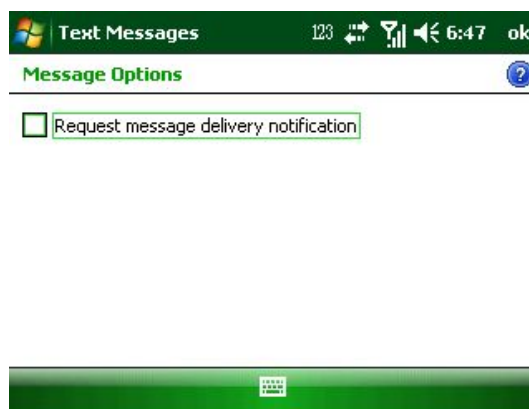 Text Messages 123 6:47 ok
Message Options ?
Request message delivery notification